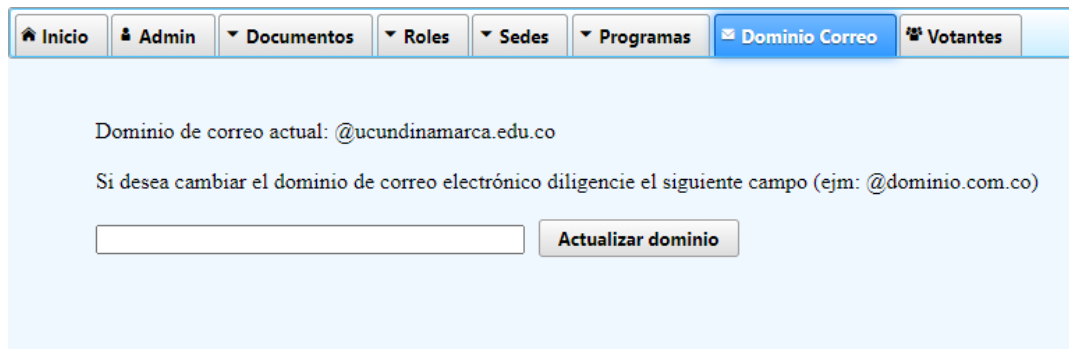 Inicio Admin Documentos Roles Sedes Programas Dominio Correo Votantes
Dominio de correo actual: @ucundinamarca.edu.co
Si desea cambiar el dominio de correo electrónico diligencie el siguiente campo (ejm: @dominio.com.co)
Actualizar dominio